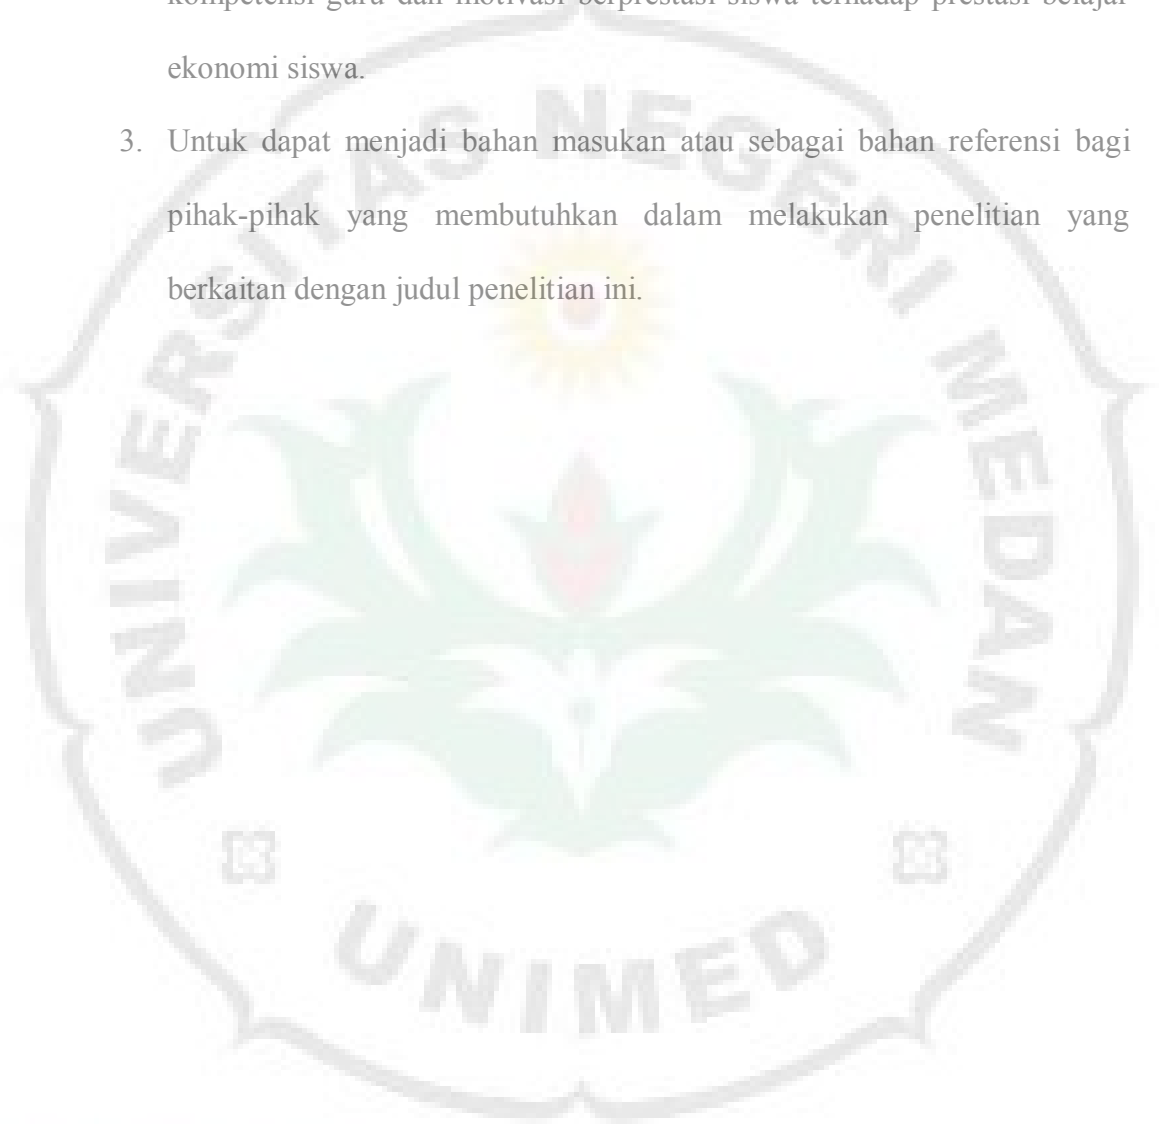 kompetensi guru dan motivasi berprestasi siswa terhadap prestasi belajar
ekonomi siswa.
3. Untuk dapat menjadi bahan masukan atau sebagai bahan referensi bagi
pihak-pihak yang membutuhkan dalam melakukan penelitian yang
berkaitan dengan judul penelitian ini.
UNIVERSITAS NEGERI MEDAN
UNIMED